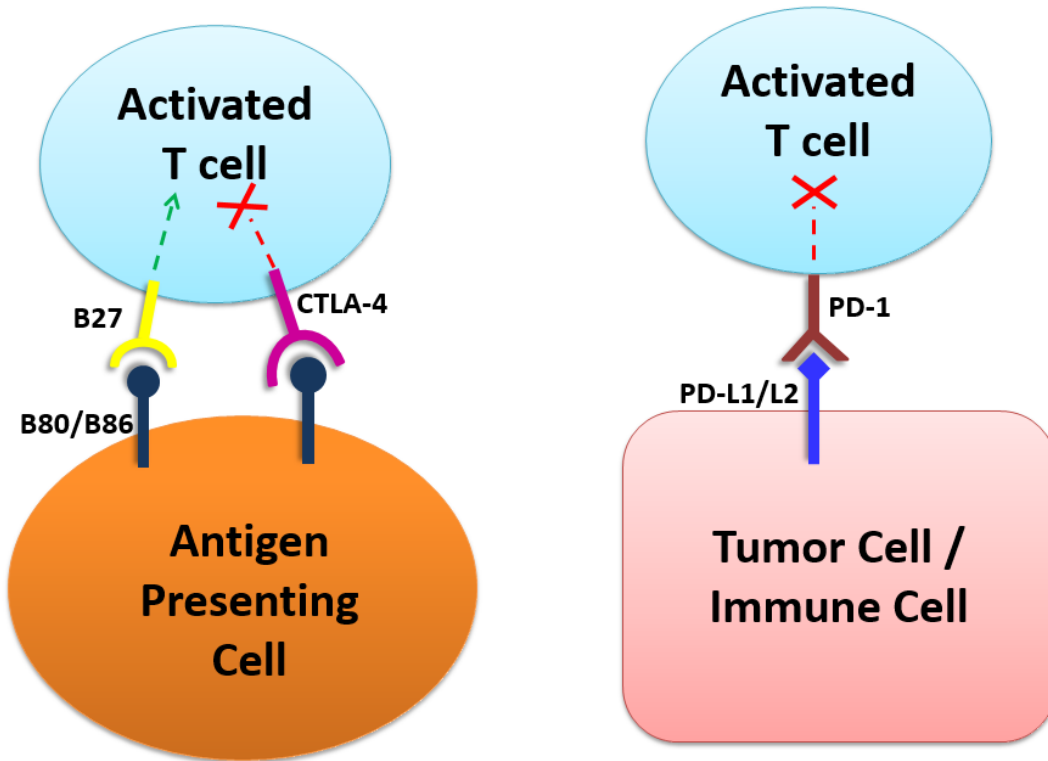 Activated
T cell
B27
CTLA-4
B80/B86
Antigen
Presenting
Cell
Activated
T cell
PD-1
PD-L1/L2
Tumor Cell /
Immune Cell